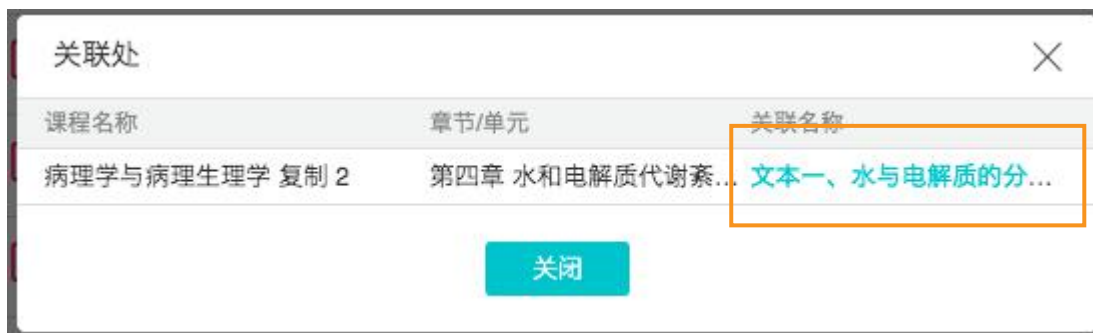 关联处
课程名称 章节/单元 关联名称
病理学与病理生理学 复制 2 第四章 水和电解质代谢紊... 文本一、水与电解质的分...
关闭